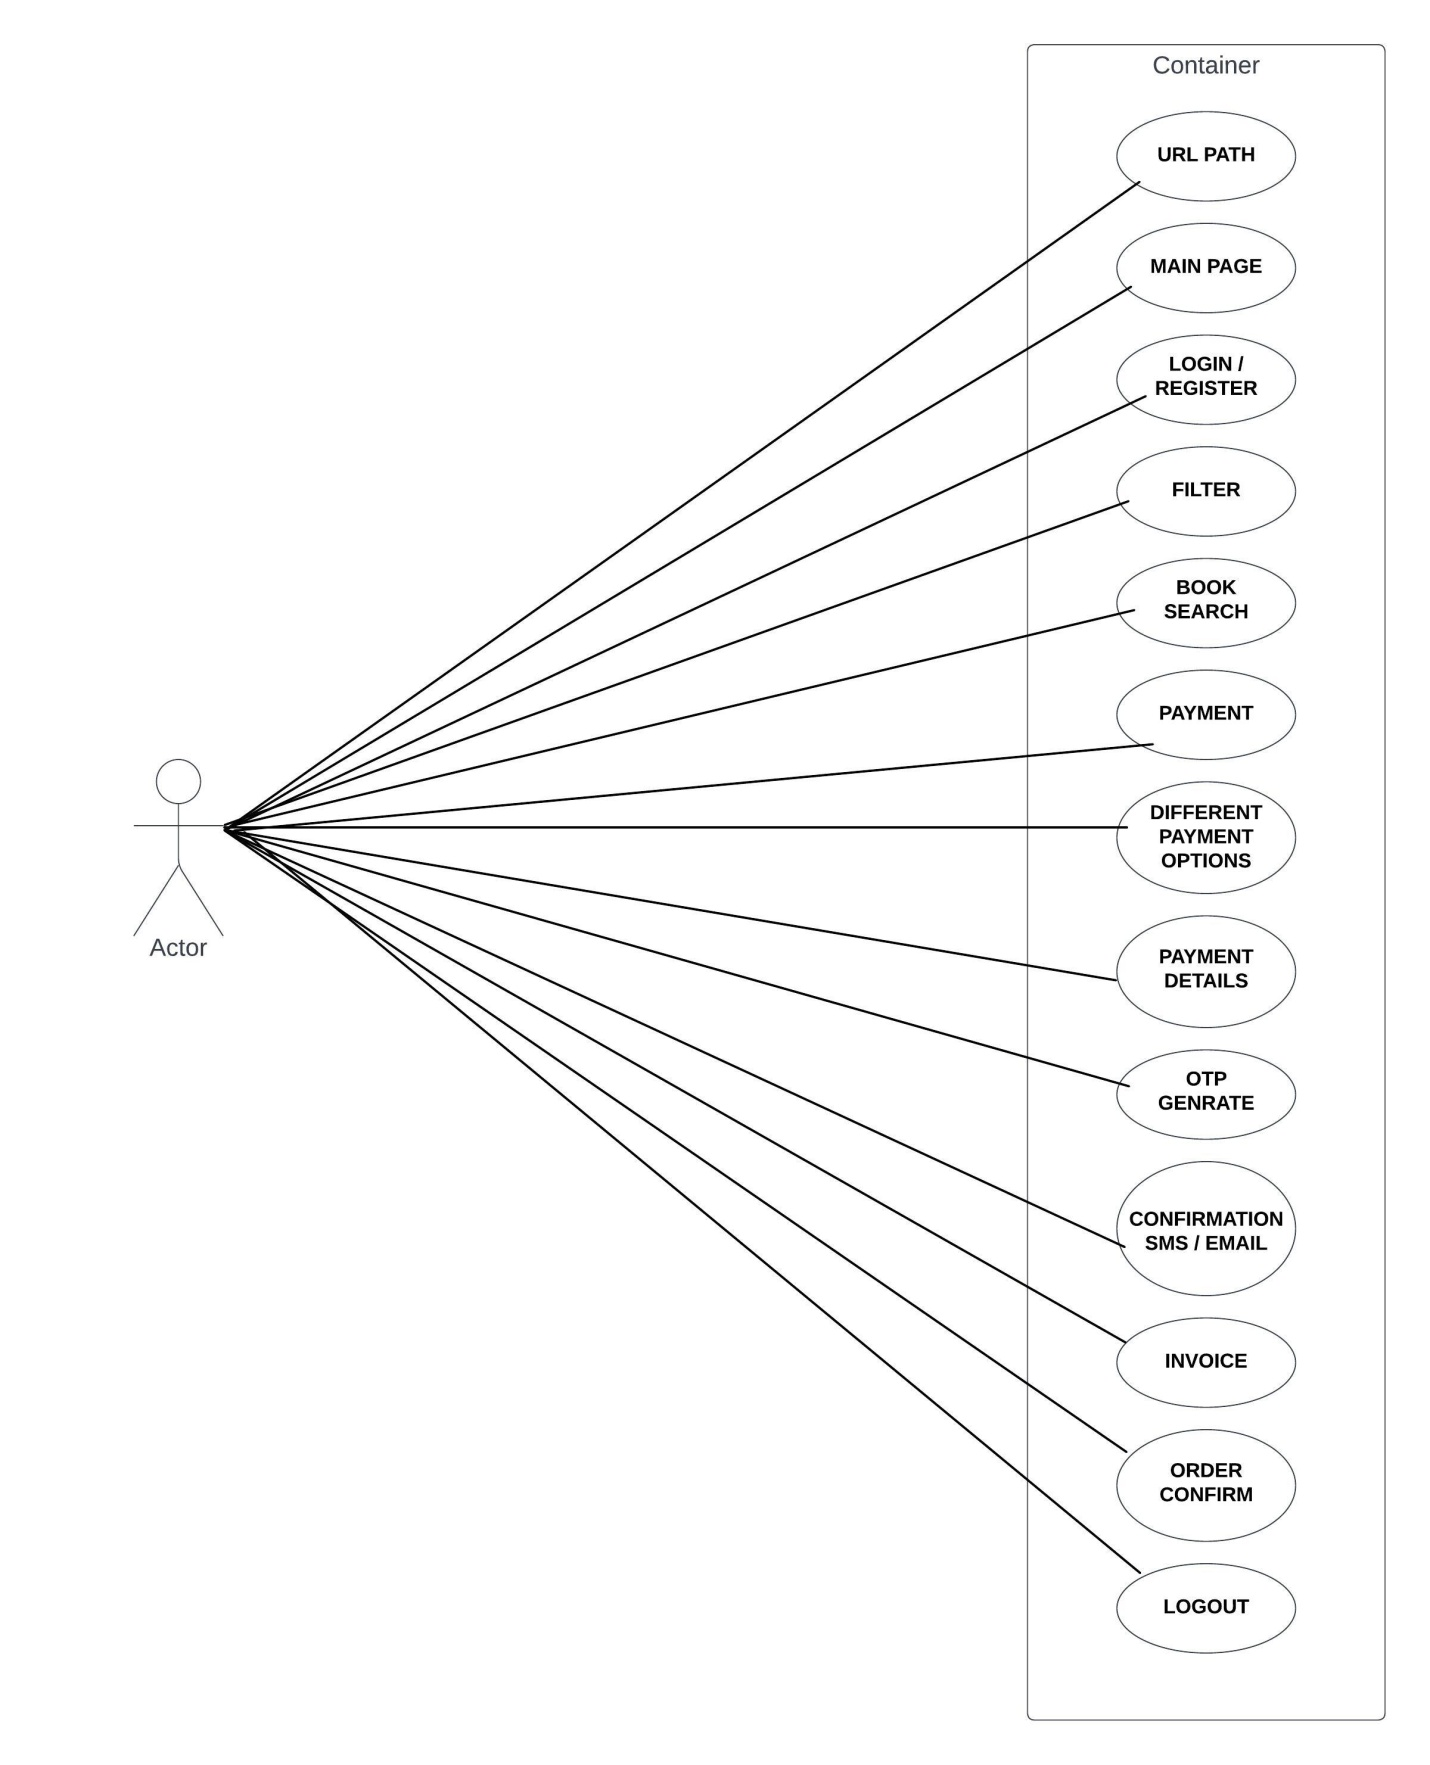 Container
URL PATH
MAIN PAGE
LOGIN /
REGISTER
FILTER
BOOK
SEARCH
PAYMENT
DIFFERENT
PAYMENT
OPTIONS
Actor
PAYMENT
DETAILS
OTP
GENRATE
CONFIRMATION
SMS / EMAIL
INVOICE
ORDER
CONFIRM
LOGOUT